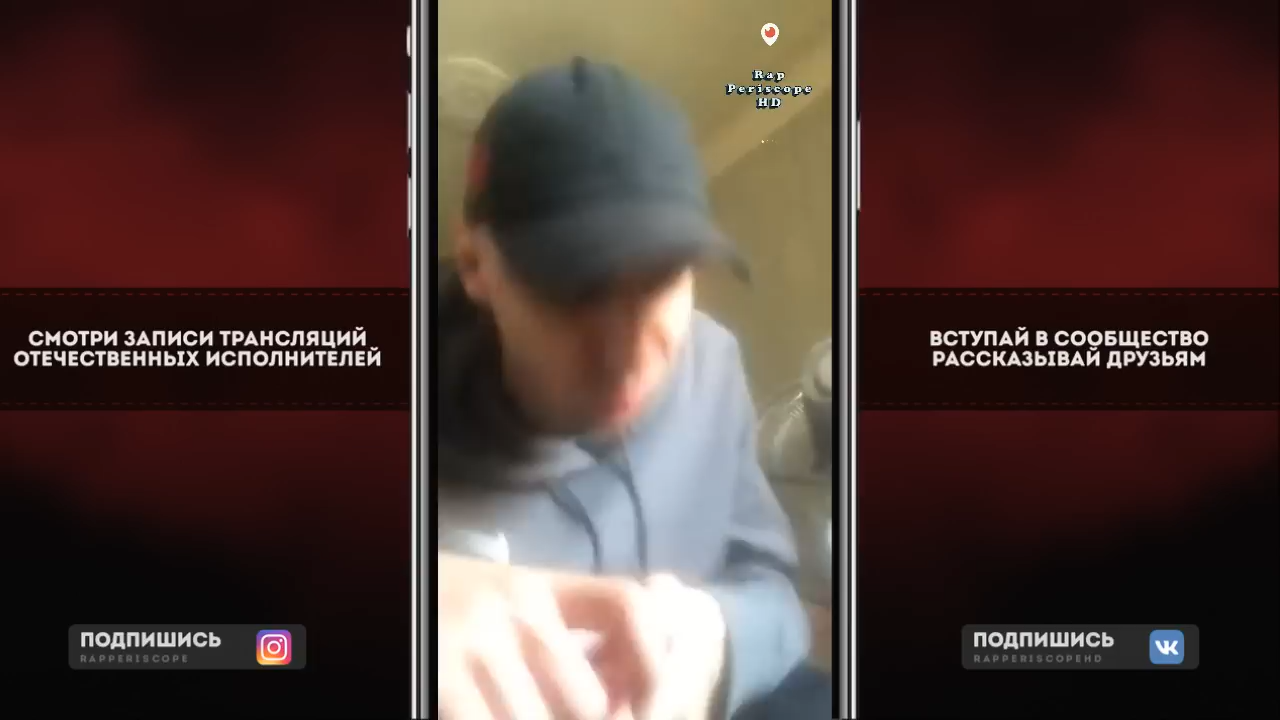 Rap
Periscope
HD
СМОТРИ ЗАПИСИ ТРАНСЛЯЦИЙ
ОТЕЧЕСТВЕННЫХ ИСПОЛНИТЕЛЕЙ
ВСТУПАЙ В СООБЩЕСТВО
РАССКАЗЫВАЙ ДРУЗЬЯМ
ПОДПИШИСЬ
RAPPERISCOPE
ПОДПИШИСЬ
RAPPERISCOPEHD